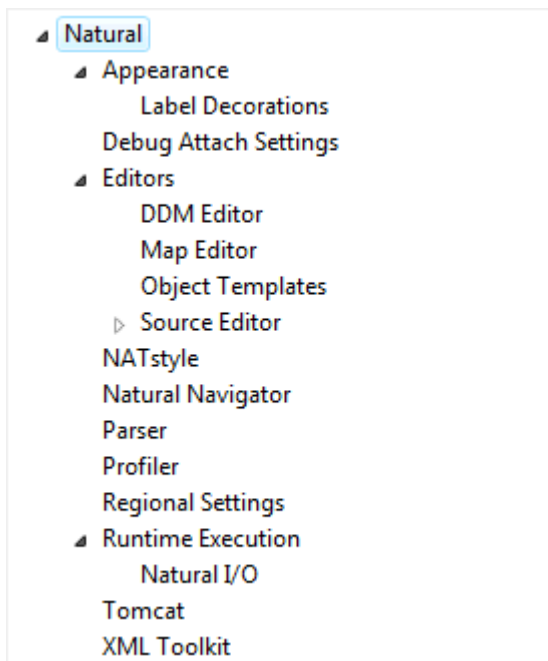 Natural
Appearance
Label Decorations
Debug Attach Settings
Editors
DDM Editor
Map Editor
Object Templates
Source Editor
NATstyle
Natural Navigator
Parser
Profiler
Regional Settings
Runtime Execution
Natural I/O
Tomcat
XML Toolkit